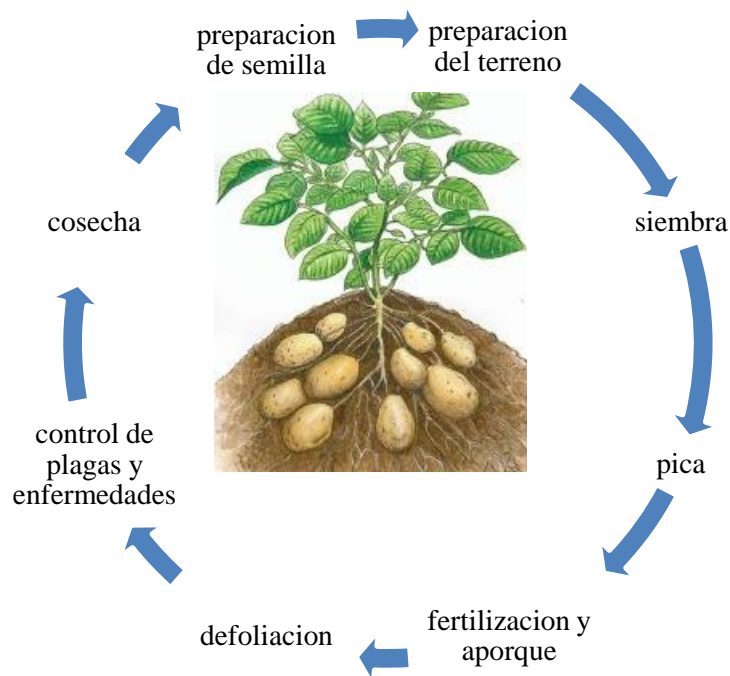 preparacion
de semilla
preparacion
del terreno
siembra
pica
fertilizacion y
aporque
defoliacion
control de
plagas y
enfermedades
cosecha